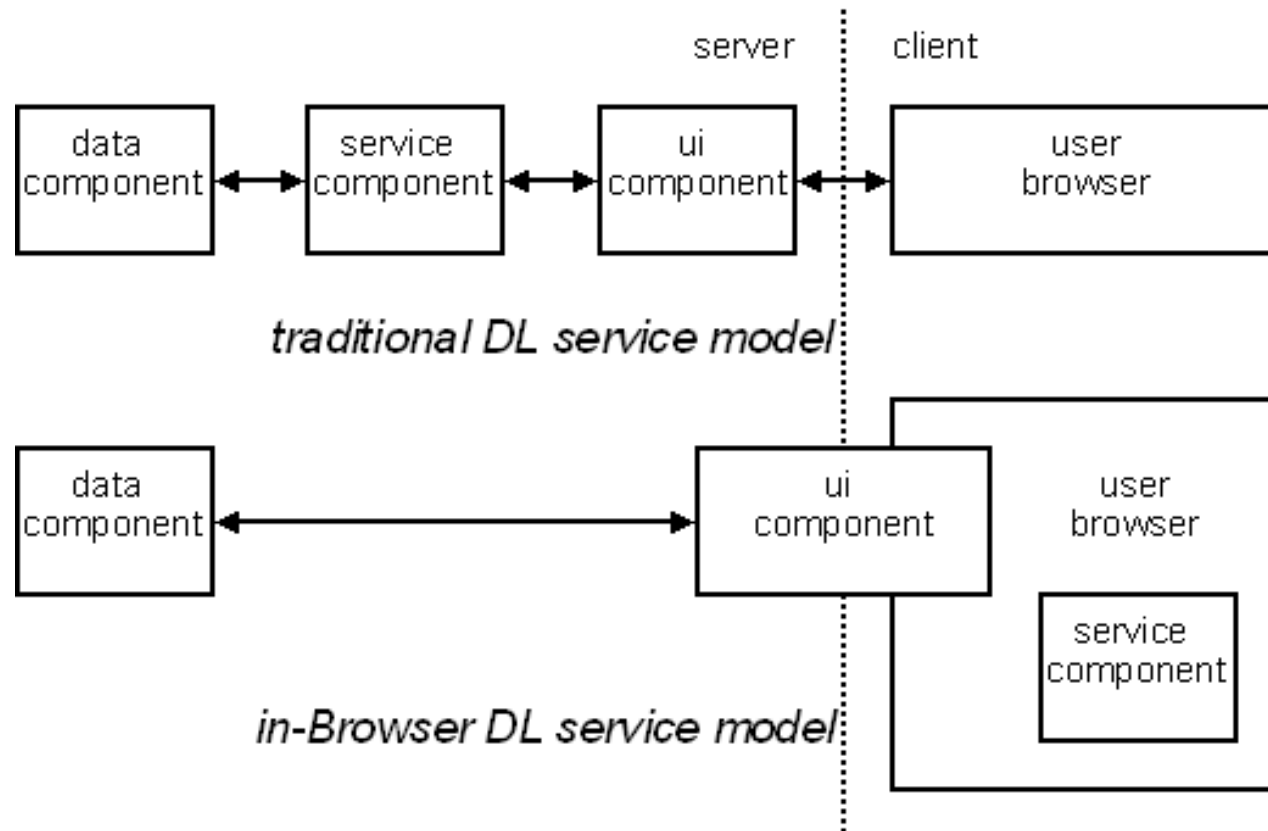 server
client
data
component
service
component
ui
component
user
browser
traditional DL service model
data
component
ui
component
user
browser
service
component
in-Browser DL service model